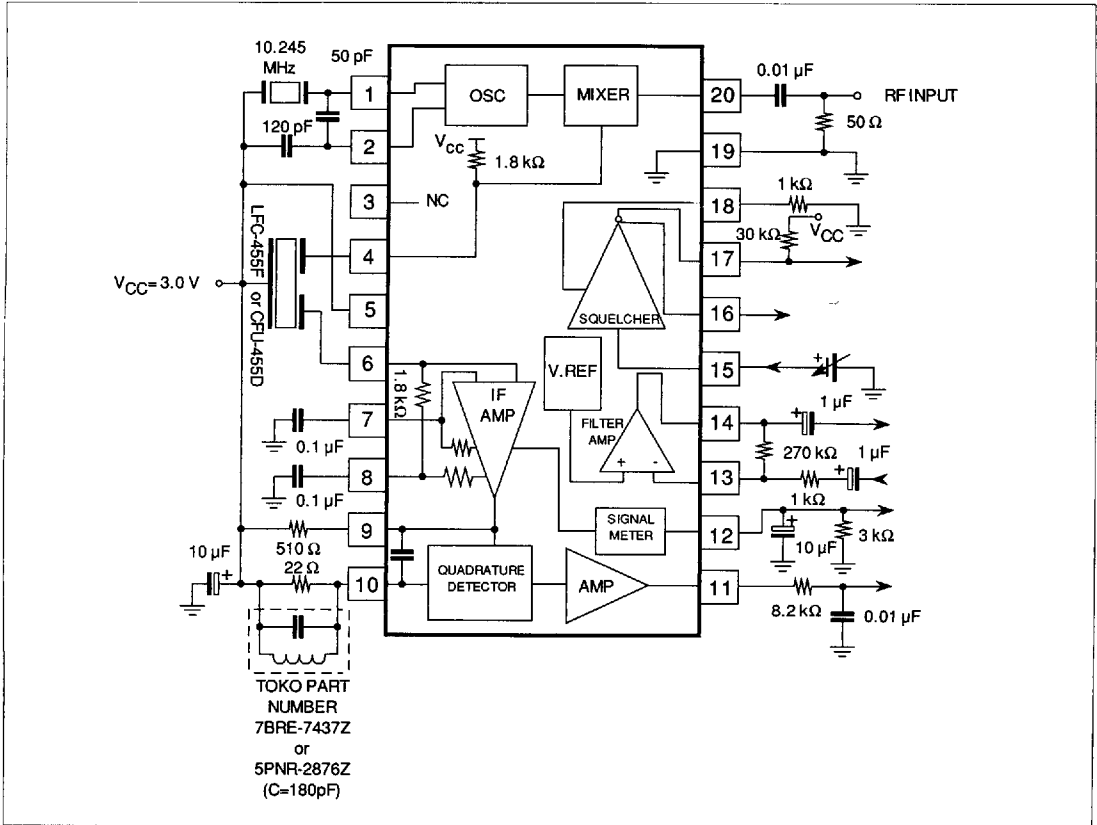 10.245
MHz
50 pF
120 pF
1
2
3
4
5
6
7
8
9
10
OSC
MIXER
VCC
1.8 kΩ
NC
LFC-455F or CFU-455D
VCC= 3.0 V
1.8 kΩ
IF
AMP
0.1 µF
0.1 µF
510 Ω
10 µF
+
22 Ω
QUADRATURE
DETECTOR
AMP
SIGNAL
METER
V.REF
FILTER
AMP
+ -
SQUELCHER
20
19
18
17
16
15
14
13
12
11
0.01 µF
RF INPUT
50 Ω
1 kΩ
30 kΩ
VCC
+
1 µF
+
270 kΩ
1 µF
+
1 kΩ
+
10 µF
3 kΩ
8.2 kΩ
0.01 µF
TOKO PART
NUMBER
7BRE-7437Z
or
5PNR-2876Z
(C=180pF)